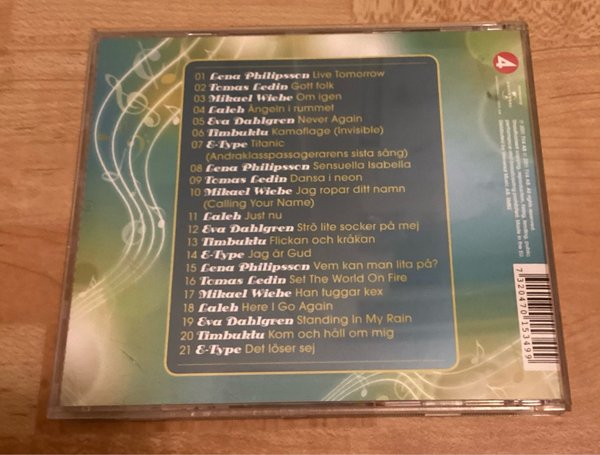 01 Lena Philipsson Live Tomorrow
02 Tomas Ledin Gott folk
03 Mikael Wiehe Om igen
04 Laleh Ängeln i rummet
05 Eva Dahlgren Never Again
06 Timbuktu Kamoflage (Invisible)
07 E-Type Titanic
(Andraklasspassagerarens sista sång)
08 Lena Philipsson Sensuella Isabella
09 Tomas Ledin Dansa i neon
10 Mikael Wiehe Jag ropar ditt namn
(Calling Your Name)
11 Laleh Just nu
12 Eva Dahlgren Strö lite socker på mej
13 Timbuktu Flickan och kråkan
14 E-Type Jag är Gud
15 Lena Philipsson Vem kan man lita på?
16 Tomas Ledin Set The World On Fire
17 Mikael Wiehe Han tuggar kex
18 Laleh Here I Go Again
19 Eva Dahlgren Standing In My Rain
20 Timbuktu Kom och håll om mig
21 E-Type Det löser sej
4
7320470153499